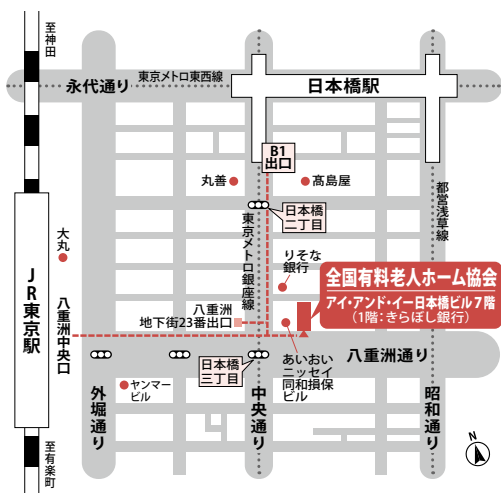 至神田
永代通り
東京メトロ東西線
日本橋駅
B1
出口
丸善
髙島屋
日本橋
二丁目
都営浅草線
東京メトロ銀座線
大丸
りそな
銀行
全国有料老人ホーム協会
アイ・アンド・イー日本橋ビル7階
(1階:きらぼし銀行)
JR東京駅
八重洲中央口
八重洲
地下街23番出口
日本橋
三丁目
あいおい
ニッセイ
同和損保
ビル
八重洲通り
ヤンマー
ビル
外堀通り
中央通り
昭和通り
至有楽町
N